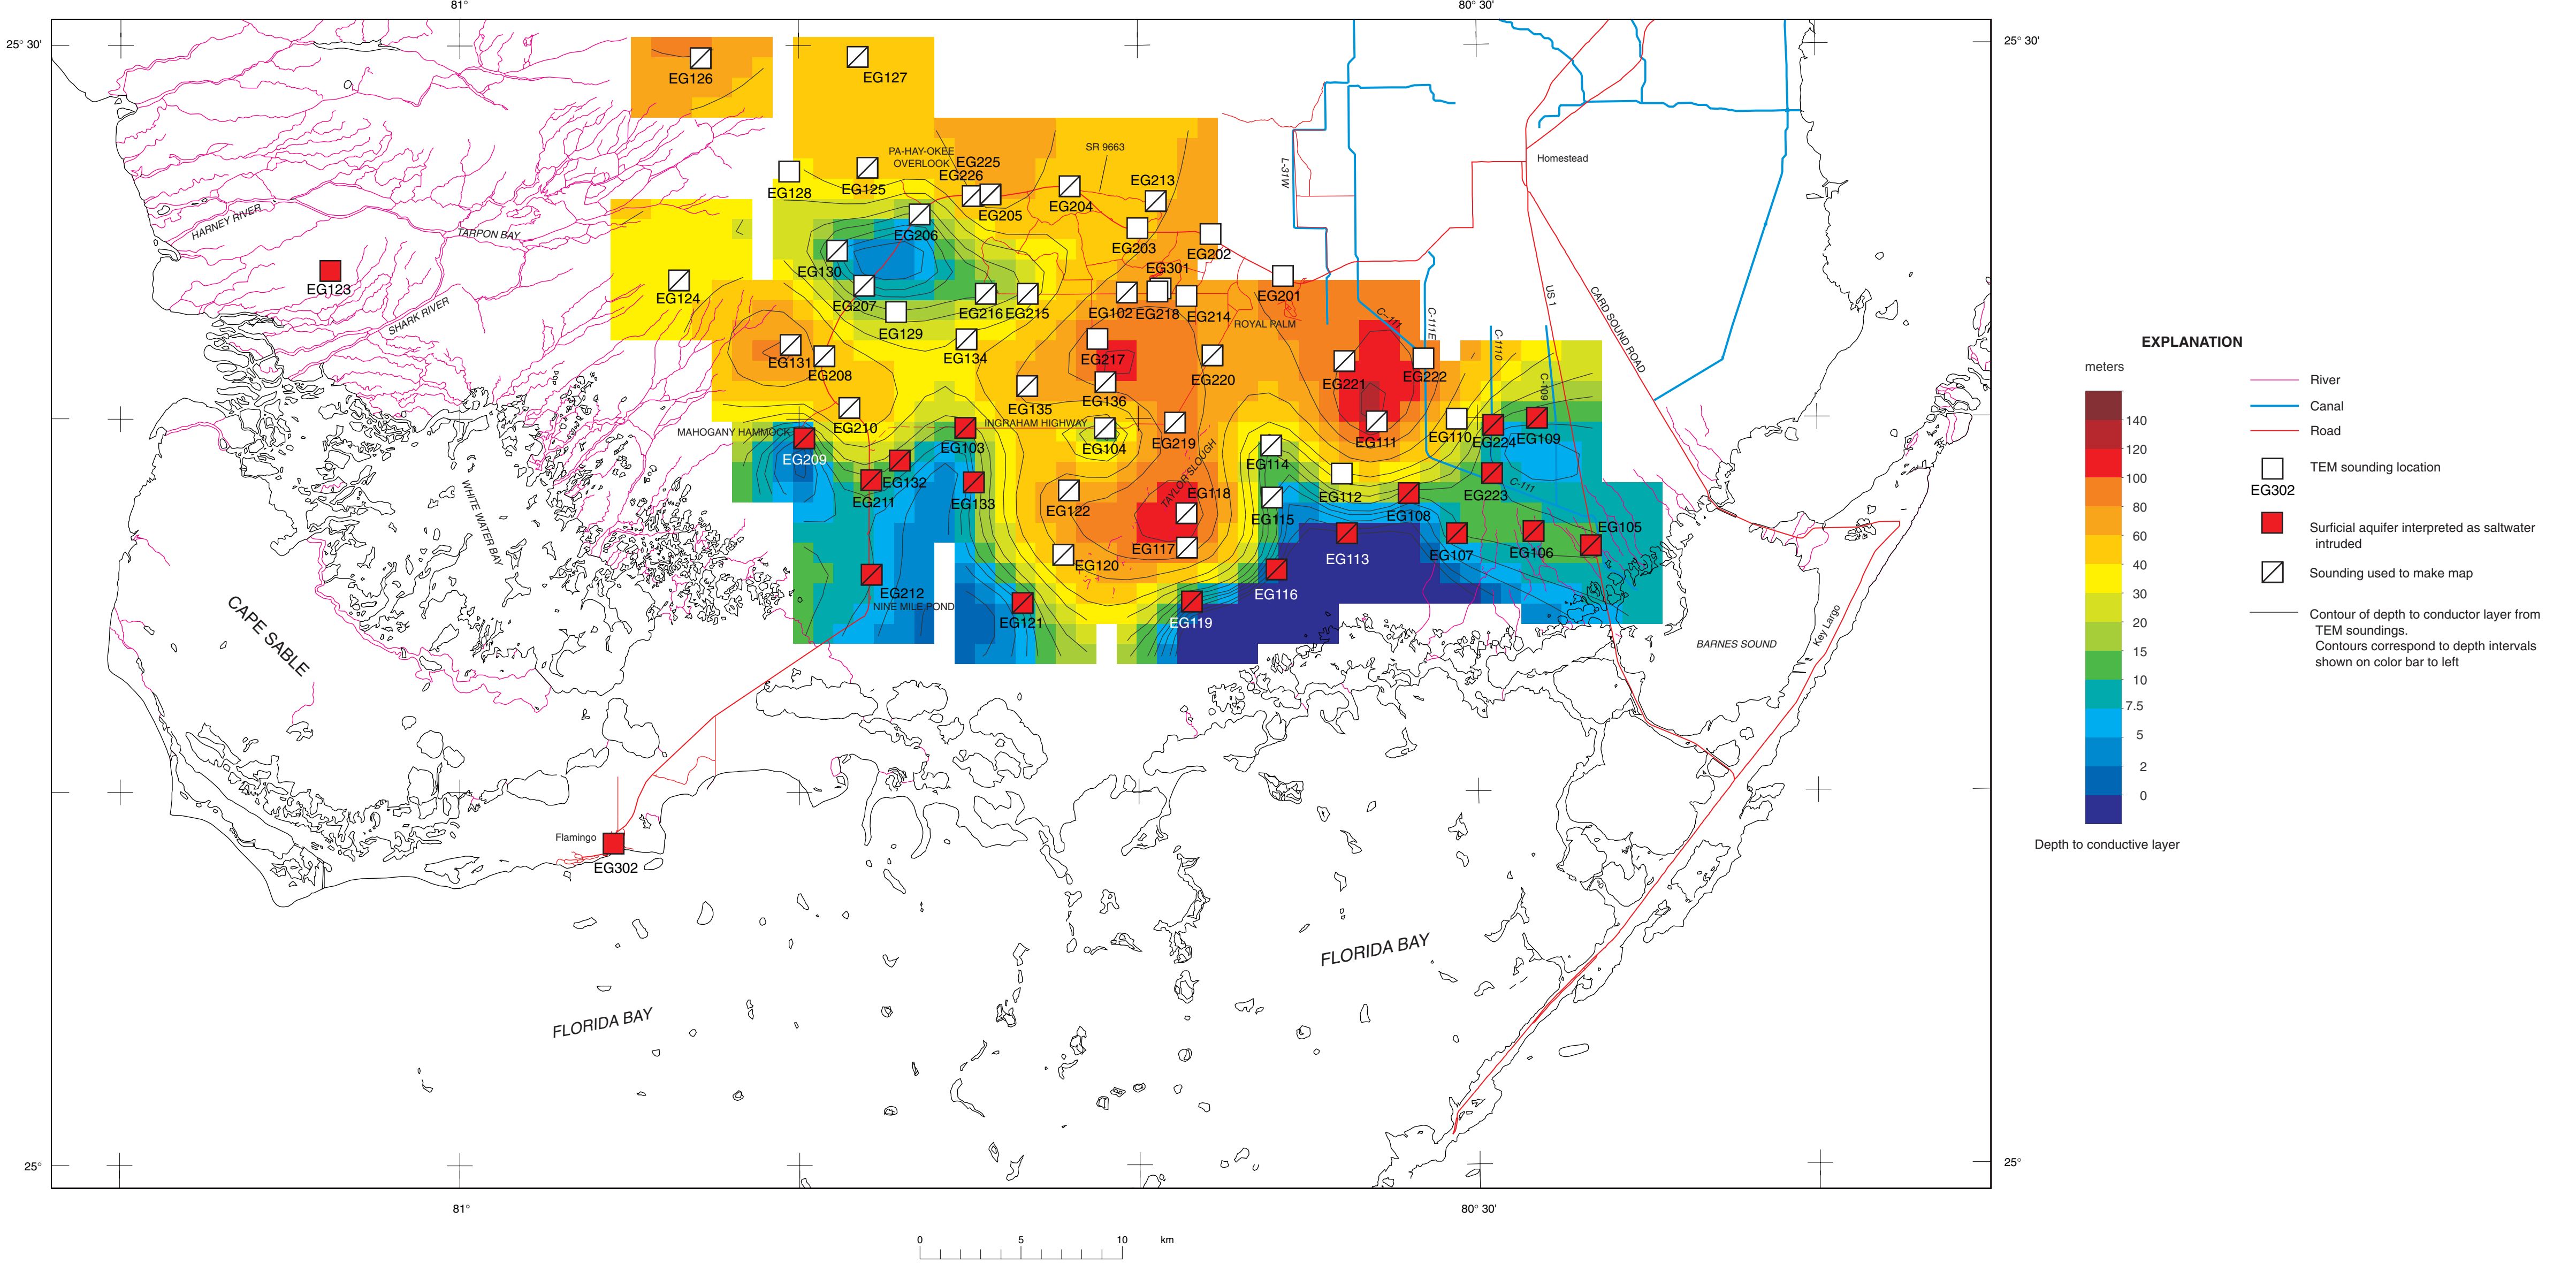 81°
80° 30'
25° 30'
25° 30'
EG126
EG127
PA-HAY-OKEE
OVERLOOK
EG225
EG226
SR 9663
EG128
EG125
EG205
EG204
EG213
L-31W
Homestead
HARNEY RIVER
TARPON BAY
EG206
EG203
EG202
EG123
EG124
EG130
EG301
EG201
SHARK RIVER
EG207
EG129
EG216
EG215
EG102
EG218
EG214
ROYAL PALM
C-111
C-111E
C-1110
US 1
CARD SOUND ROAD
EG131
EG208
EG134
EG217
EG220
EG221
EG222
C-109
EG135
EG136
EG210
INGRAHAM HIGHWAY
MAHOGANY HAMMOCK
EG103
EG104
EG219
EG111
EG110
EG224
EG109
EG209
EG132
EG211
EG133
TAYLOR SLOUGH
EG114
EG112
EG223
C-111
WHITE WATER BAY
EG122
EG118
EG115
EG108
EG105
EG117
EG113
EG107
EG106
EG120
EG212
NINE MILE POND
EG121
EG119
EG116
CAPE SABLE
BARNES SOUND
Key Largo
Flamingo
EG302
FLORIDA BAY
FLORIDA BAY
25°
25°
81°
80° 30'
0
5
10
km
EXPLANATION
meters
140
120
100
80
60
40
30
20
15
10
7.5
5
2
0
Depth to conductive layer
River
Canal
Road
TEM sounding location
EG302
Surficial aquifer interpreted as saltwater
intruded
Sounding used to make map
Contour of depth to conductor layer from
TEM soundings.
Contours correspond to depth intervals
shown on color bar to left